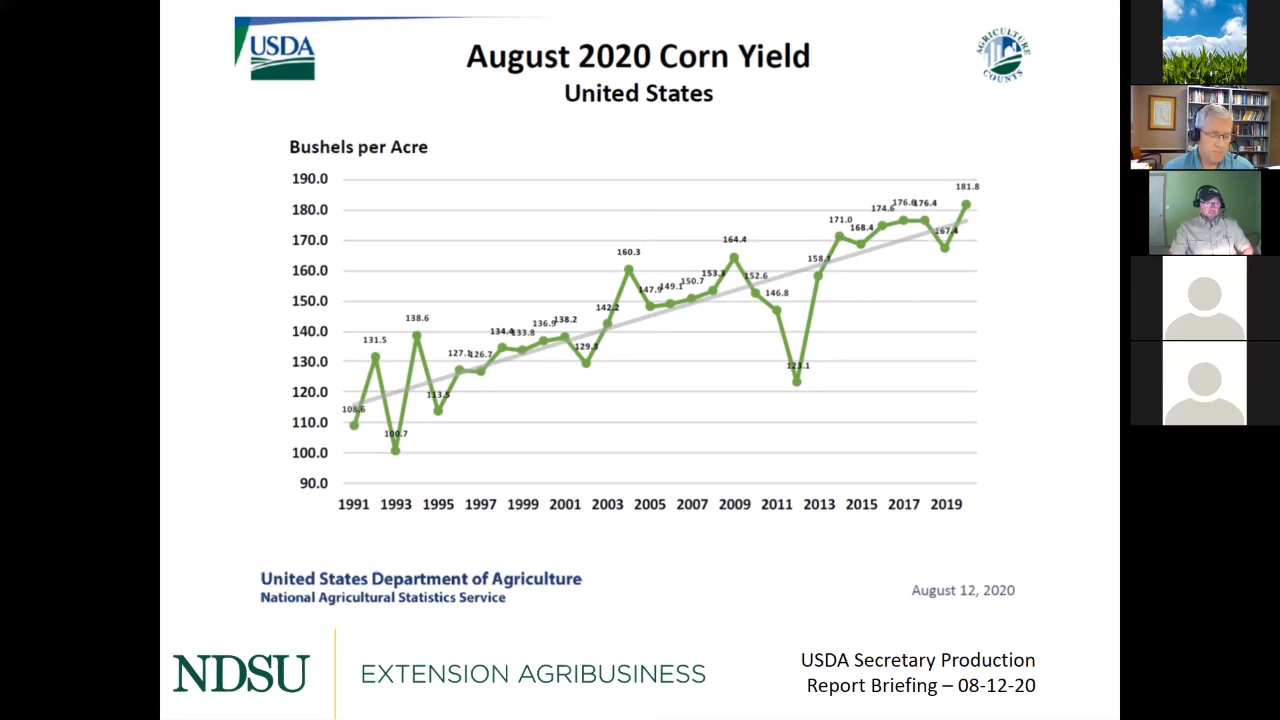 USDA
August 2020 Corn Yield
United States
AGRICULTURE
COUNTS
Bushels per Acre
190.0
180.0
170.0
160.0
150.0
140.0
130.0
120.0
110.0
100.0
90.0
108.6
131.5
100.7
138.6
113.5
127.1
126.7
134.4
133.8
136.9
138.2
129.3
142.2
160.3
147.9
149.1
150.7
153.3
164.4
152.6
146.8
123.1
158.1
171.0
168.4
174.6
176.6
176.4
167.4
181.8
1991 1993 1995 1997 1999 2001 2003 2005 2007 2009 2011 2013 2015 2017 2019
United States Department of Agriculture
National Agricultural Statistics Service
August 12, 2020
NDSU
EXTENSION AGRIBUSINESS
USDA Secretary Production
Report Briefing – 08-12-20